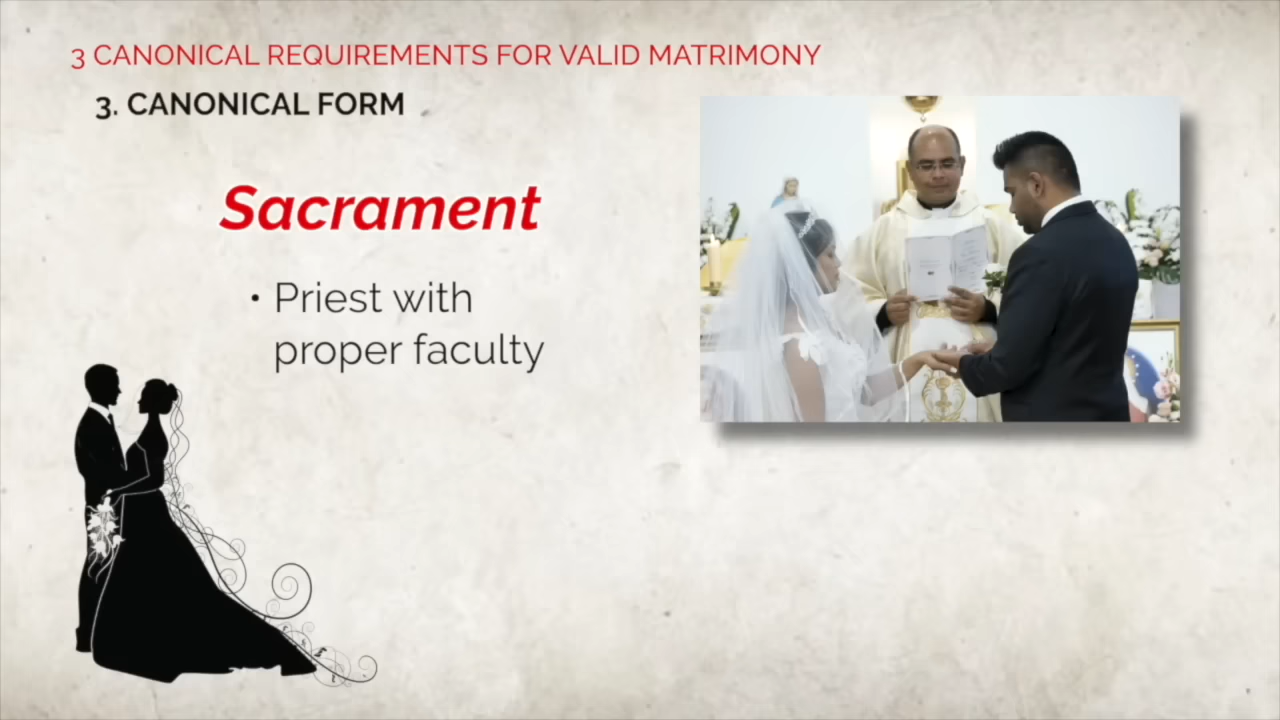 3 CANONICAL REQUIREMENTS FOR VALID MATRIMONY
3. CANONICAL FORM
Sacrament
• Priest with
proper faculty